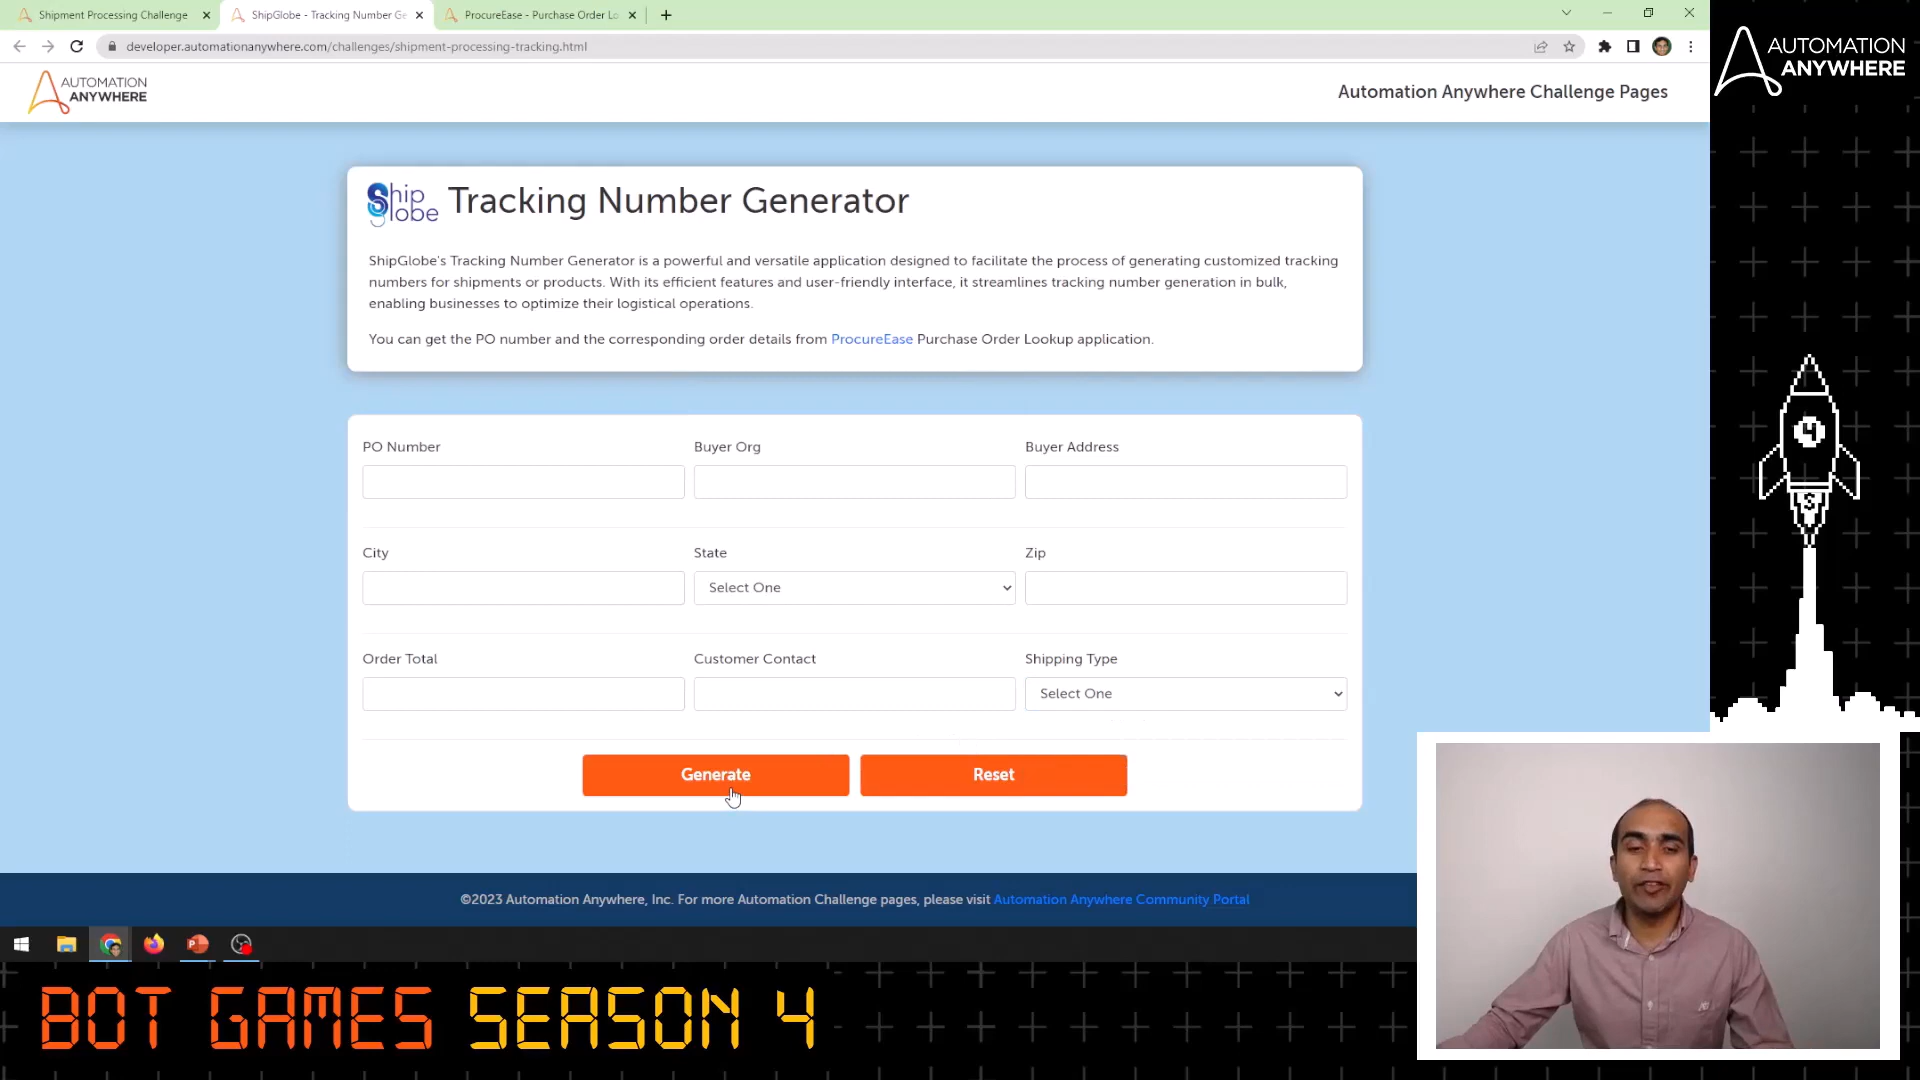 Shipment Processing Challenge
ShipGlobe - Tracking Number Ge
ProcureEase - Purchase Order Lo
developer.automationanywhere.com/challenges/shipment-processing-tracking.html
AUTOMATION
ANYWHERE
Automation Anywhere Challenge Pages
AUTOMATION
ANYWHERE
Ship
Globe
Tracking Number Generator
ShipGlobe's Tracking Number Generator is a powerful and versatile application designed to facilitate the process of generating customized tracking
numbers for shipments or products. With its efficient features and user-friendly interface, it streamlines tracking number generation in bulk,
enabling businesses to optimize their logistical operations.
You can get the PO number and the corresponding order details from ProcureEase Purchase Order Lookup application.
PO Number
Buyer Org
Buyer Address
City
State
Zip
Select One
Order Total
Customer Contact
Shipping Type
Select One
Generate
Reset
©2023 Automation Anywhere, Inc. For more Automation Challenge pages, please visit Automation Anywhere Community Portal
4
S
BOT GAMES SEASON 4